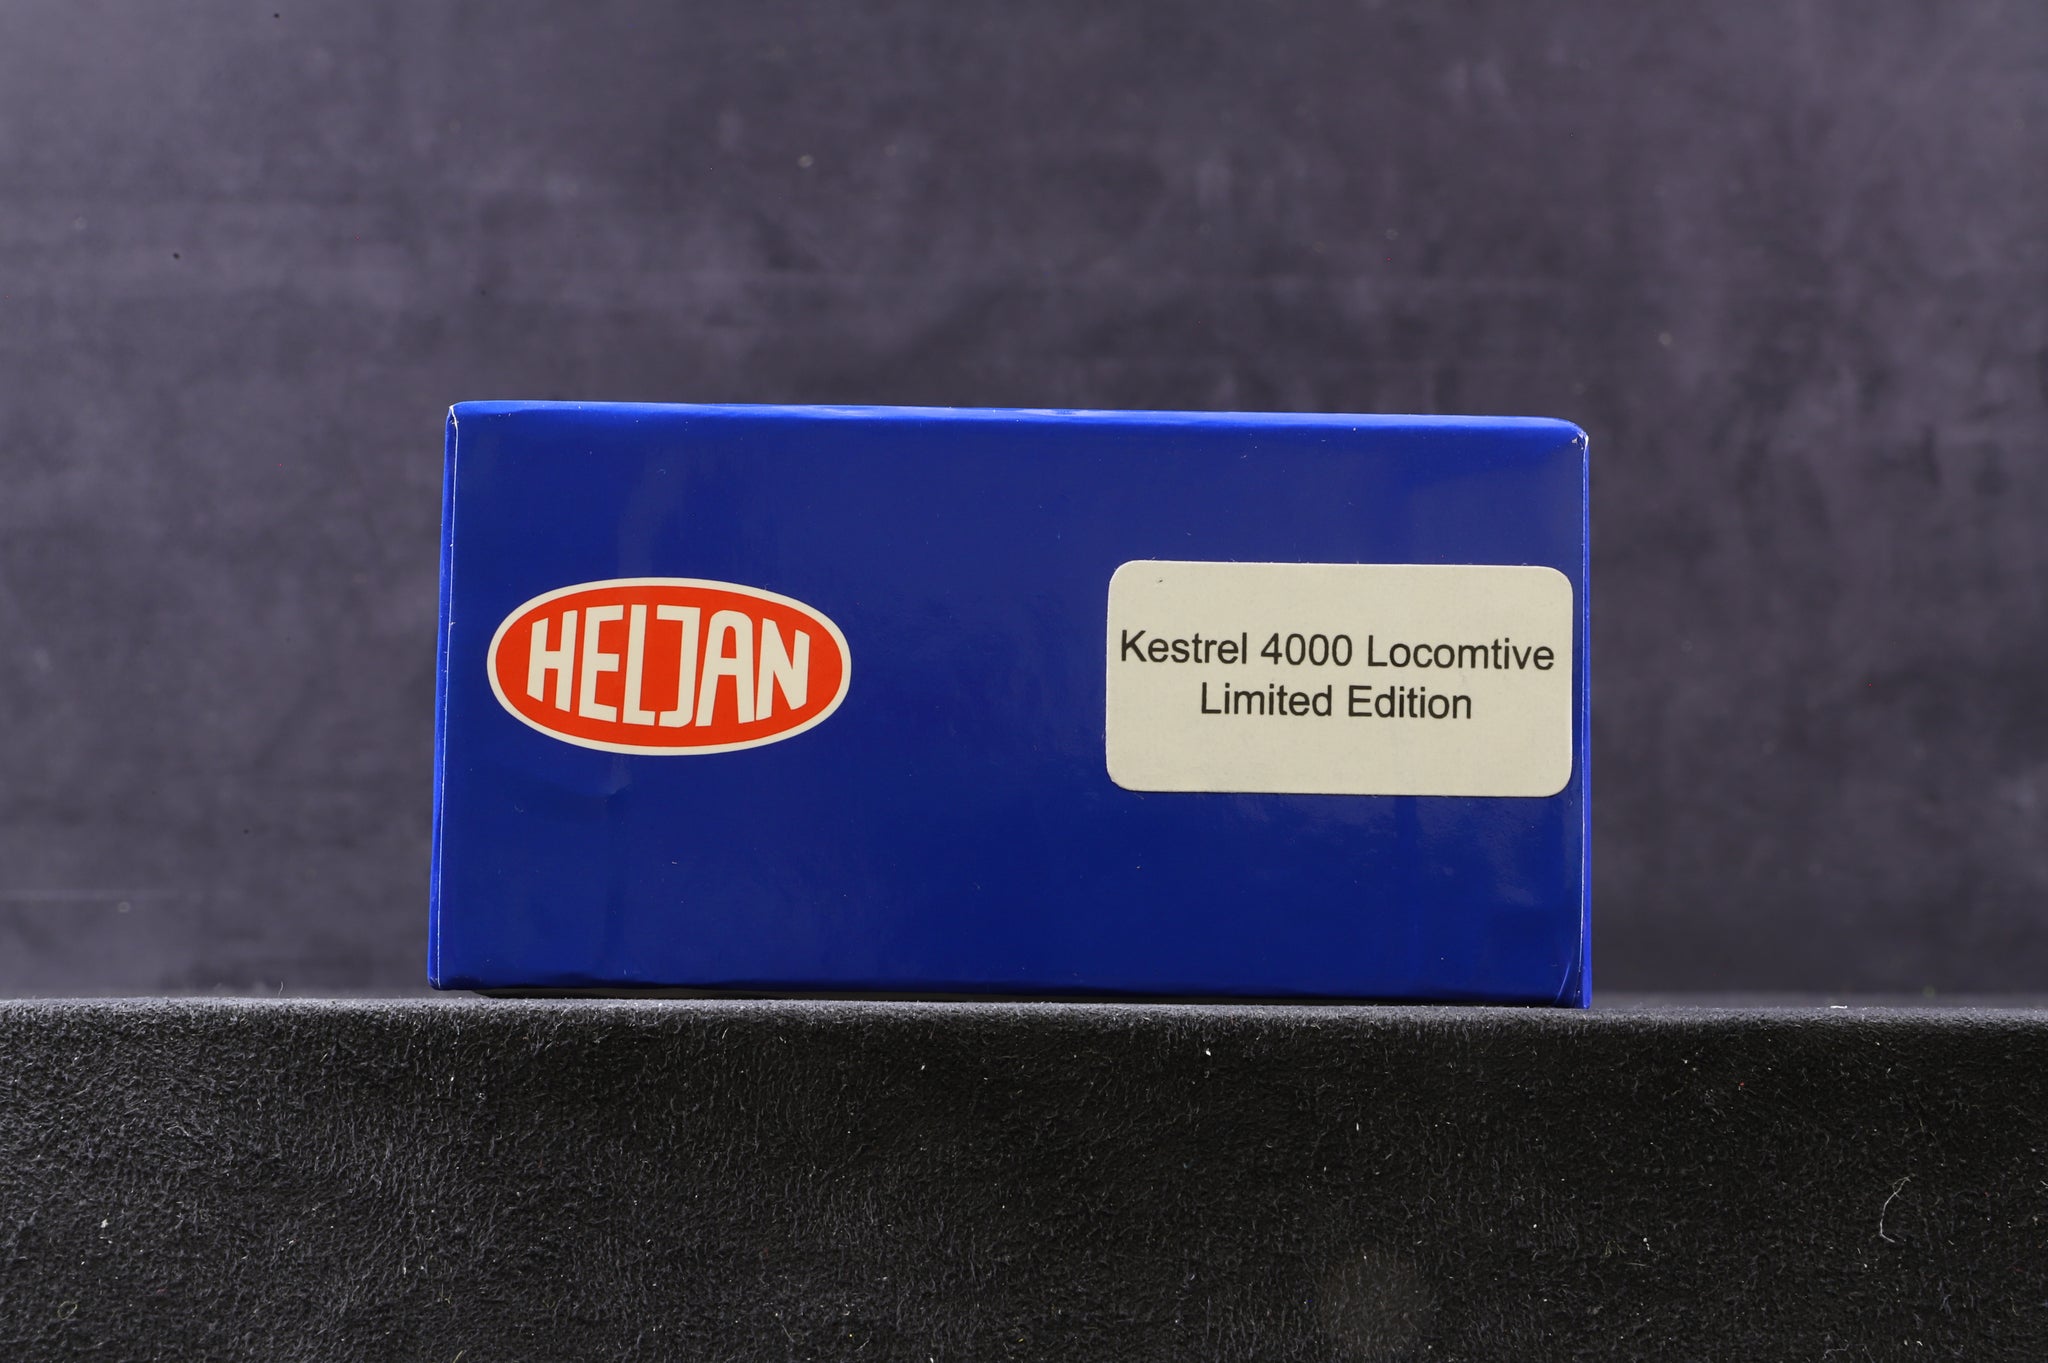 HELJAN
Kestrel 4000 Locomtive
Limited Edition